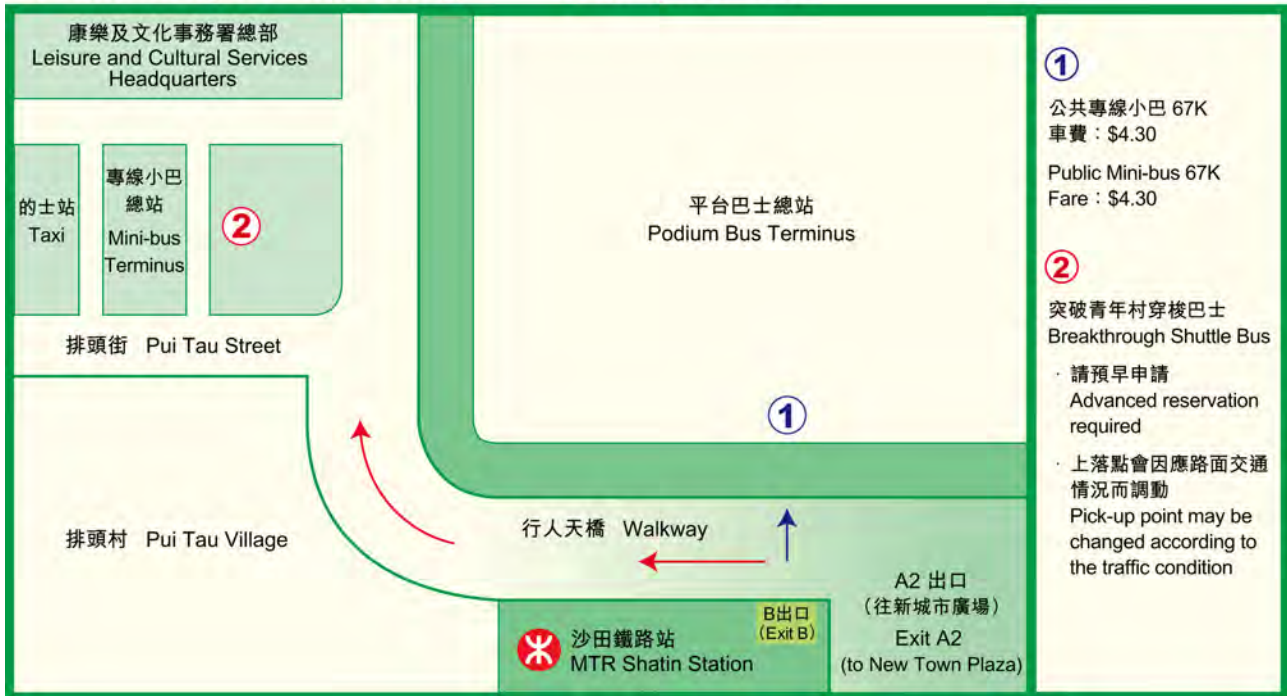 康樂及文化事務署總部
Leisure and Cultural Services
Headquarters
的士站
Taxi
專線小巴
總站
Mini-bus
Terminus
2
平台巴士總站
Podium Bus Terminus
排頭街 Pui Tau Street
1
排頭村 Pui Tau Village
行人天橋 Walkway
A2 出口
(往新城市廣場)
Exit A2
(to New Town Plaza)
B出口
(Exit B)
沙田鐵路站
MTR Shatin Station
1
公共專線小巴 67K
車費：$4.30
Public Mini-bus 67K
Fare：$4.30
2
突破青年村穿梭巴士
Breakthrough Shuttle Bus
· 請預早申請
Advanced reservation
required
· 上落點會因應路面交通
情況而調動
Pick-up point may be
changed according to
the traffic condition